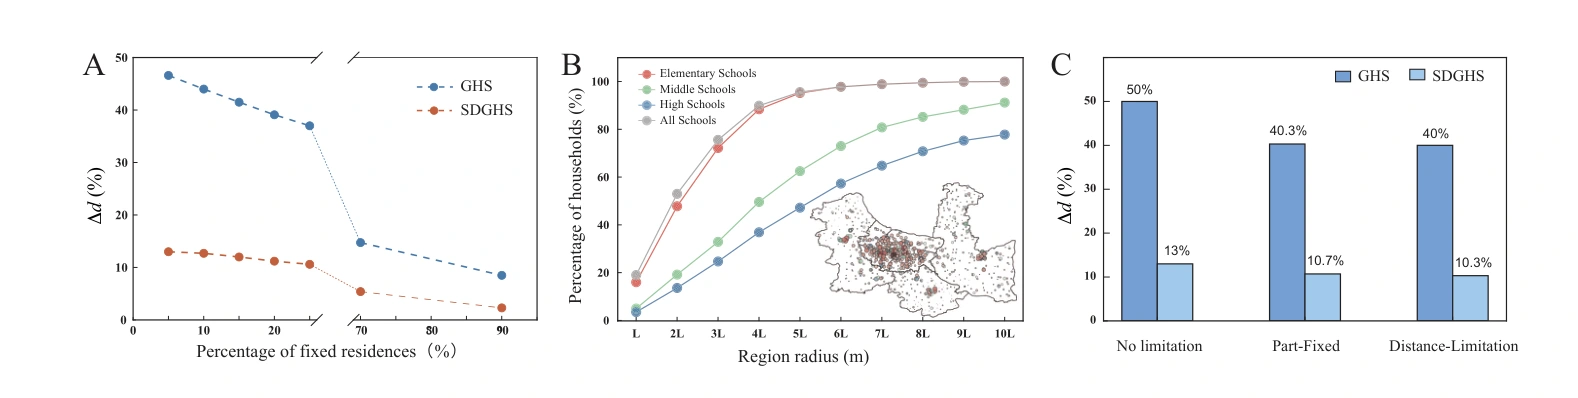 A
50
40
30
20
10
0
Δd (%)
GHS
SDGHS
0 10 20 70 80 90
Percentage of fixed residences (%)
B
100
80
60
40
20
0
Percentage of households (%)
Elementary Schools
Middle Schools
High Schools
All Schools
L 2L 3L 4L 5L 6L 7L 8L 9L 10L
Region radius (m)
C
50
40
30
20
10
0
Δd (%)
GHS SDGHS
50%
13%
40.3%
10.7%
40%
10.3%
No limitation Part-Fixed Distance-Limitation